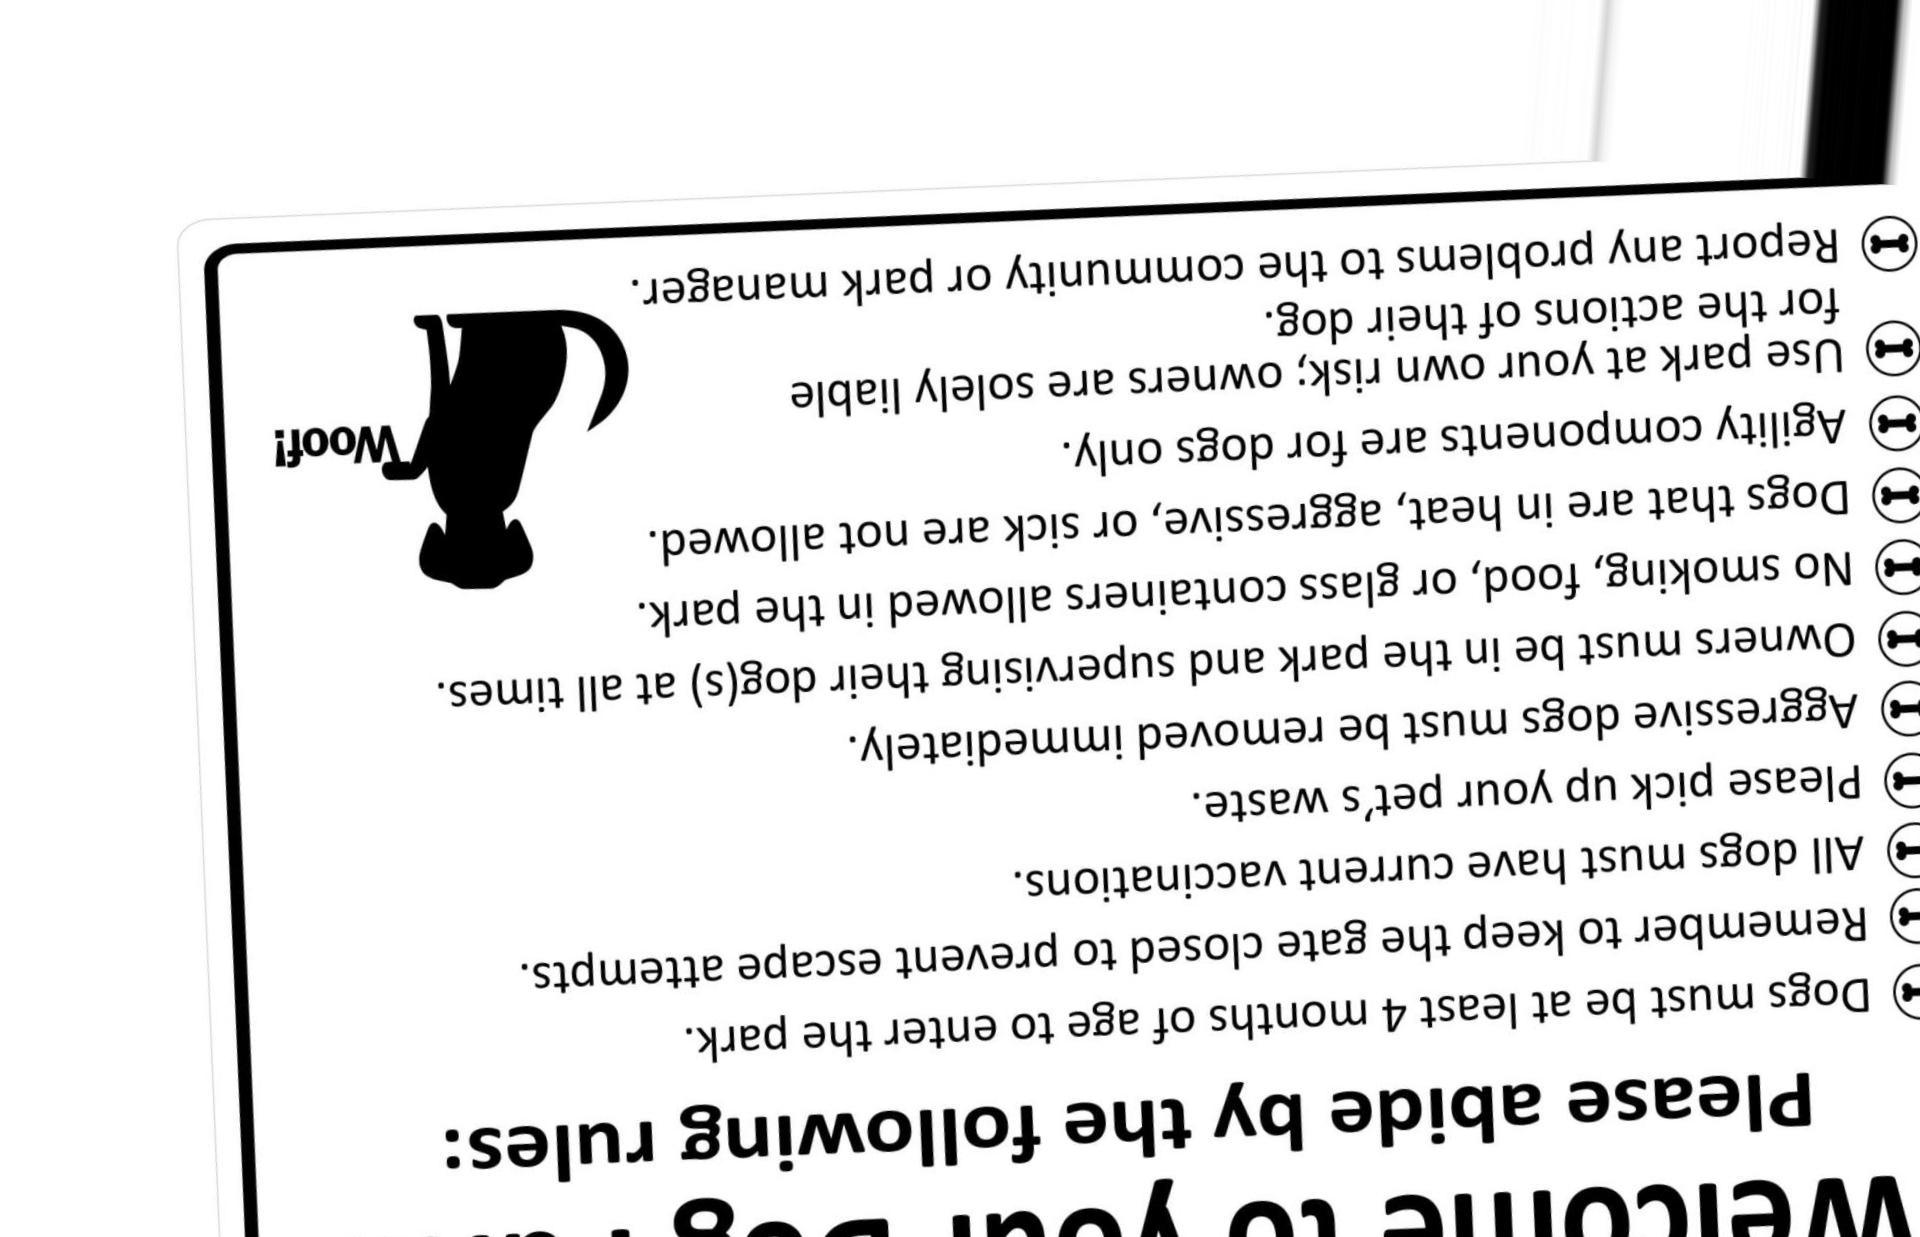 Welcome to your Dog
Please abide by the following rules:
Dogs must be at least 4 months of age to enter the park.
Remember to keep the gate closed to prevent escape attempts.
All dogs must have current vaccinations.
Please pick up your pet's waste.
Aggressive dogs must be removed immediately.
Owners must be in the park and supervising their dog(s) at all times.
No smoking, food, or glass containers allowed in the park.
Dogs that are in heat, aggressive, or sick are not allowed.
Agility components are for dogs only.
Use park at your own risk; owners are solely liable
for the actions of their dog.
Report any problems to the community or park manager.
Woof!